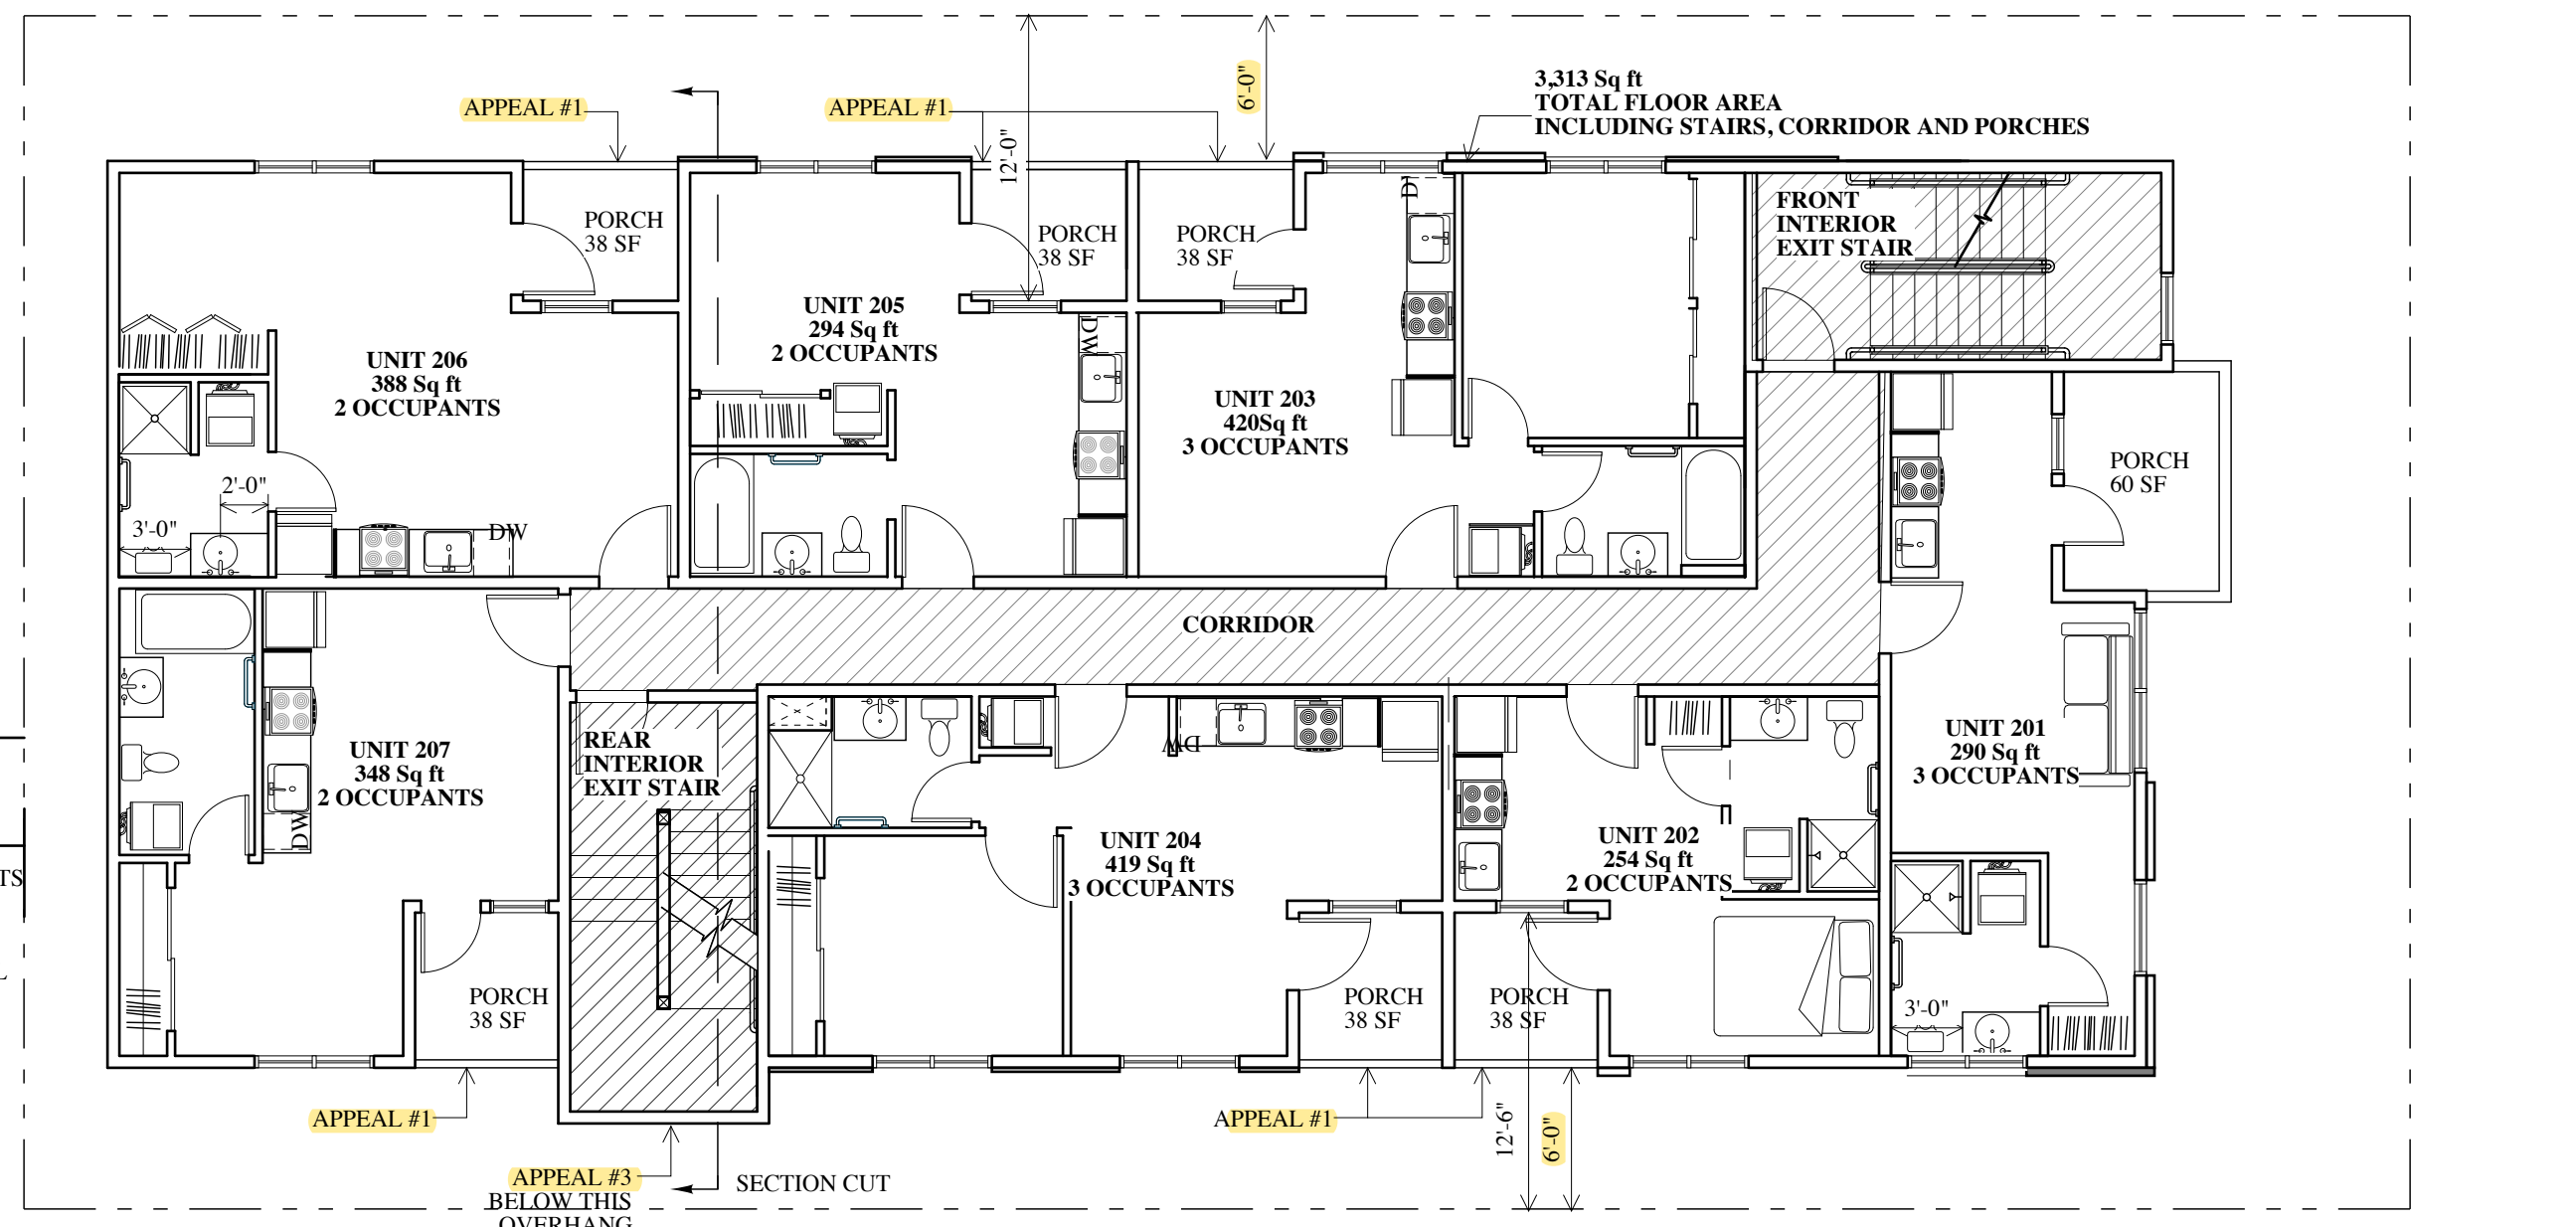 3,313 Sq ft
TOTAL FLOOR AREA
INCLUDING STAIRS, CORRIDOR AND PORCHES
APPEAL #1
APPEAL #1
6'-0"
12'-0"
PORCH
38 SF
PORCH
38 SF
PORCH
38 SF
D
FRONT
INTERIOR
EXIT STAIR
UNIT 206
388 Sq ft
2 OCCUPANTS
UNIT 205
294 Sq ft
2 OCCUPANTS
DW
UNIT 203
420Sq ft
3 OCCUPANTS
PORCH
60 SF
2'-0"
3'-0"
DW
CORRIDOR
UNIT 207
348 Sq ft
2 OCCUPANTS
DW
REAR
INTERIOR
EXIT STAIR
DW
UNIT 204
419 Sq ft
3 OCCUPANTS
UNIT 202
254 Sq ft
2 OCCUPANTS
UNIT 201
290 Sq ft
3 OCCUPANTS
TS
PORCH
38 SF
PORCH
38 SF
PORCH
38 SF
3'-0"
APPEAL #1
APPEAL #1
12'-6"
6'-0"
APPEAL #3
BELOW THIS
OVERHANG
SECTION CUT